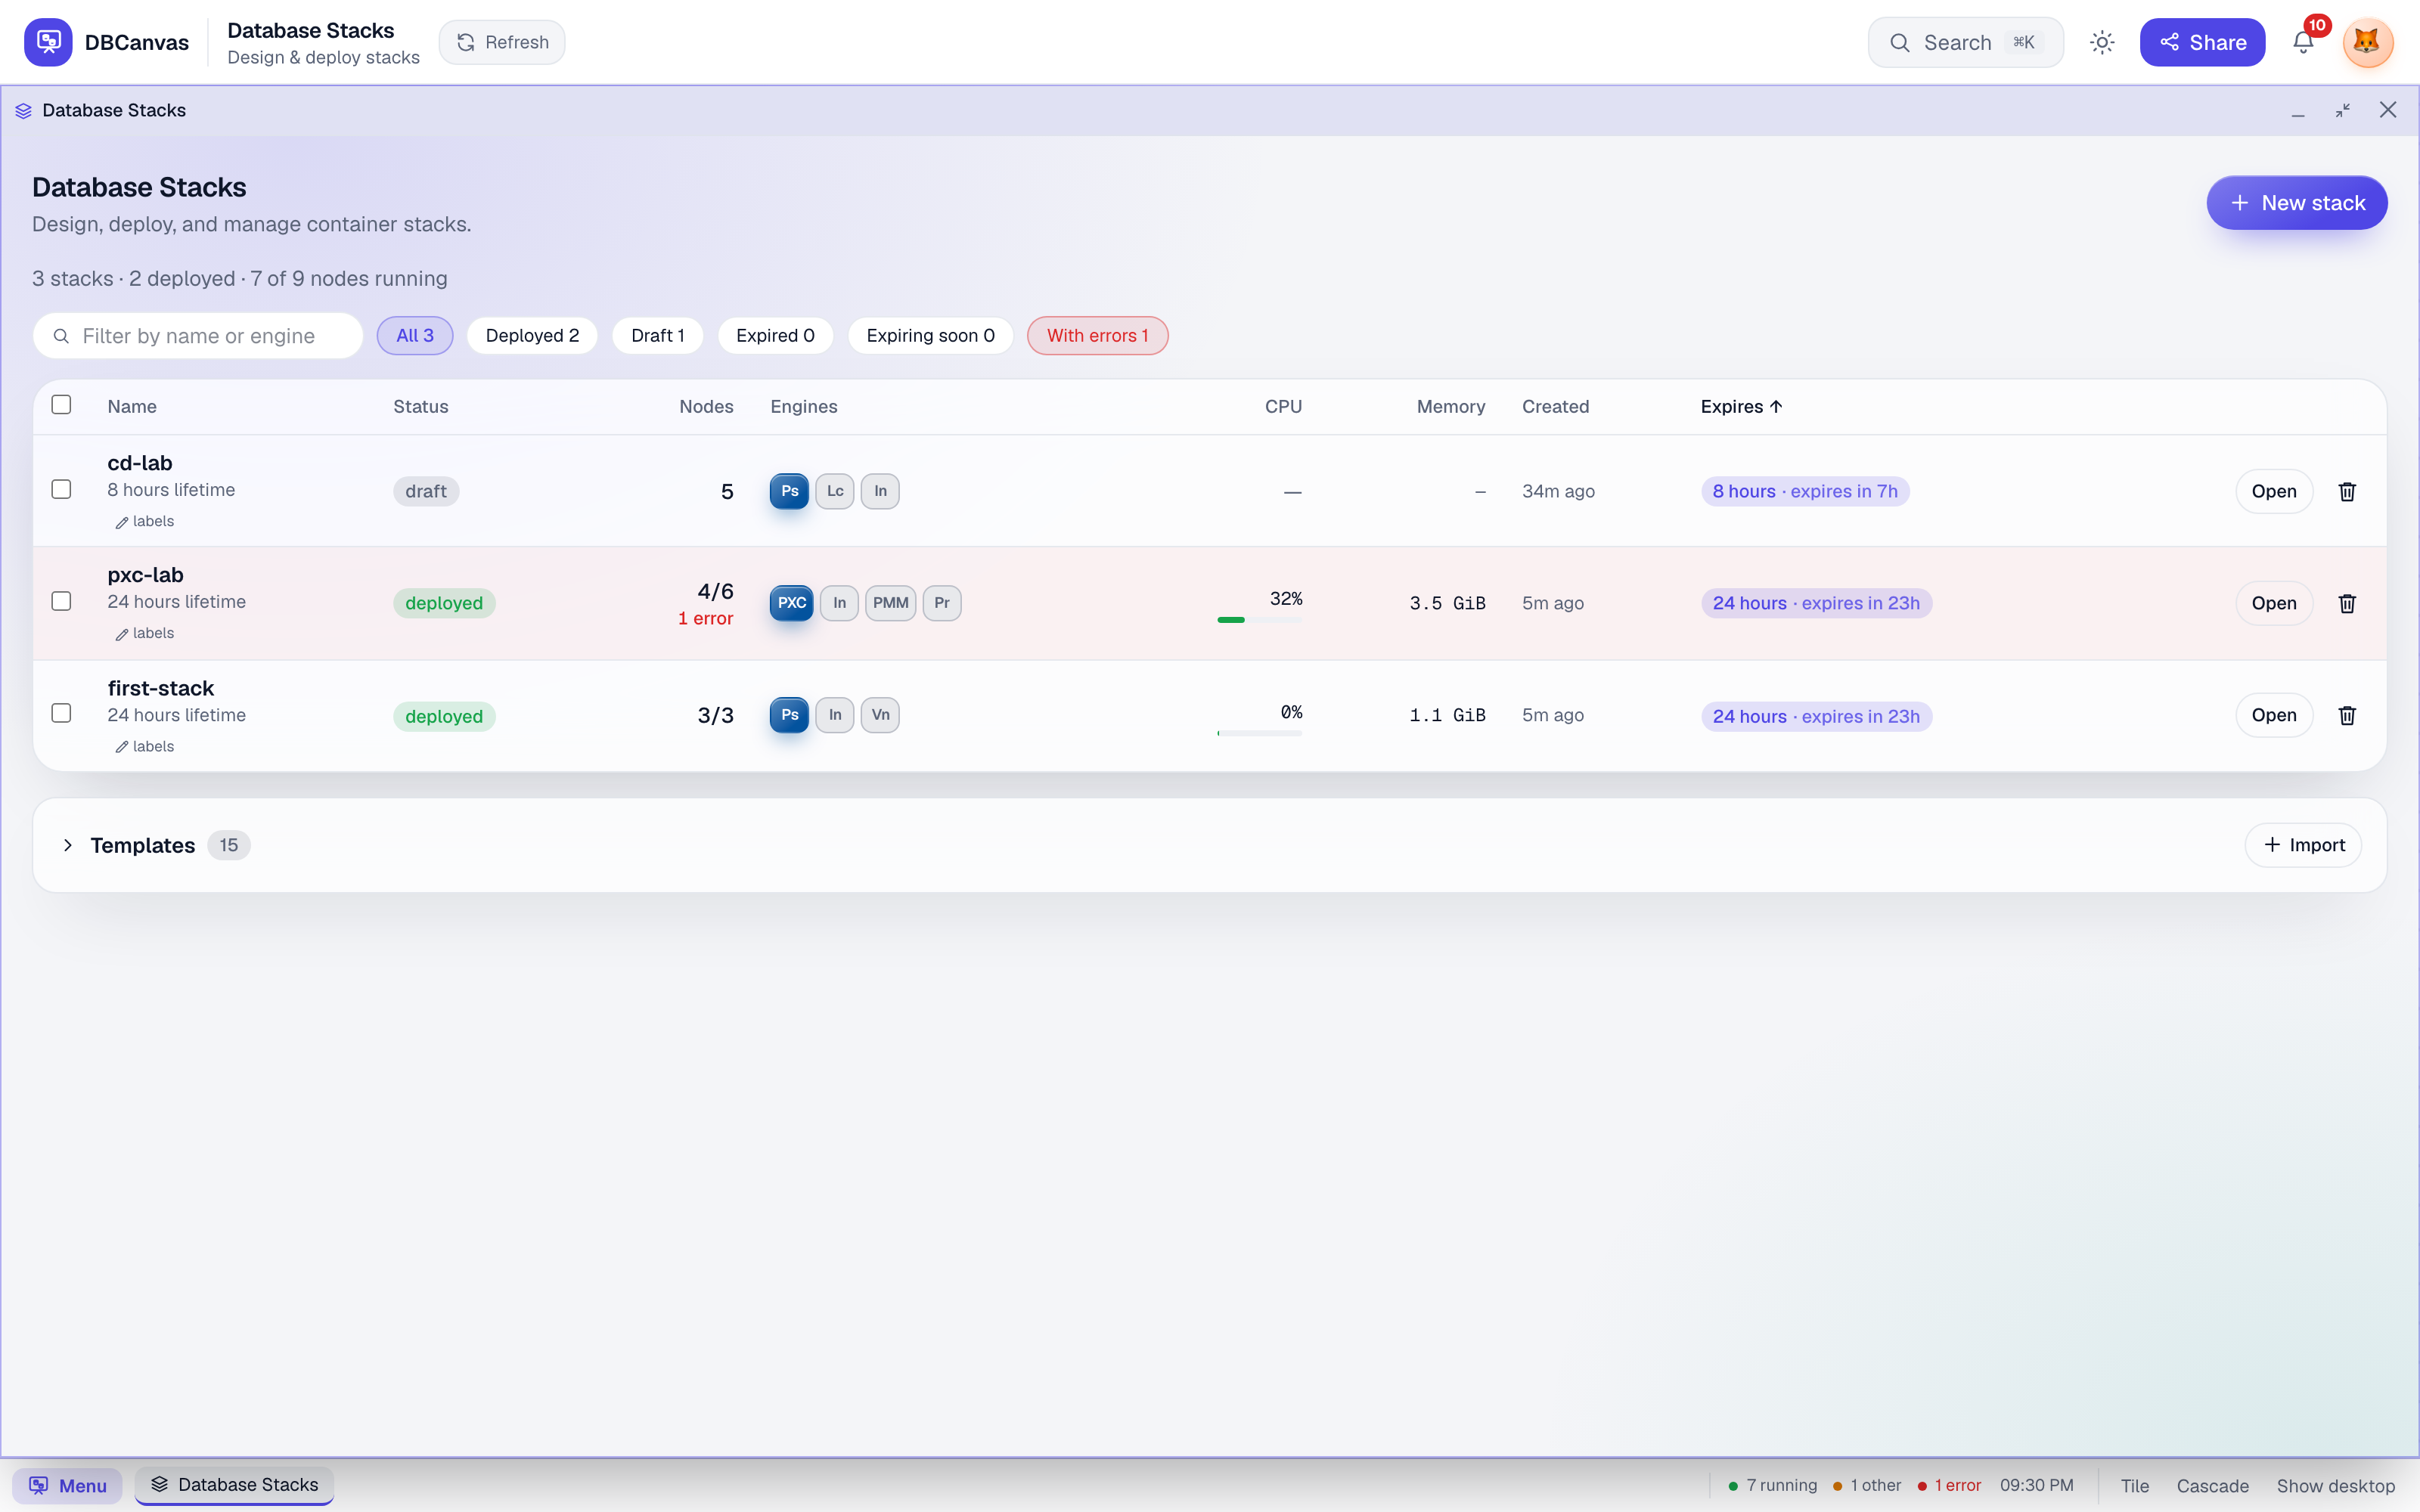 DBCanvas
Database Stacks
Design & deploy stacks
Refresh
Search ⌘K
Share
10
Database Stacks
Database Stacks
Design, deploy, and manage container stacks.
New stack
3 stacks · 2 deployed · 7 of 9 nodes running
Filter by name or engine
All 3
Deployed 2
Draft 1
Expired 0
Expiring soon 0
With errors 1
Name Status Nodes Engines CPU Memory Created Expires ↑
cd-lab
8 hours lifetime
labels
draft
5
Ps Lc In
—
–
34m ago
8 hours · expires in 7h
Open
pxc-lab
24 hours lifetime
labels
deployed
4/6
1 error
PXC In PMM Pr
32%
3.5 GiB
5m ago
24 hours · expires in 23h
Open
first-stack
24 hours lifetime
labels
deployed
3/3
Ps In Vn
0%
1.1 GiB
5m ago
24 hours · expires in 23h
Open
Templates 15
Import
Menu
Database Stacks
7 running
1 other
1 error
09:30 PM
Tile
Cascade
Show desktop